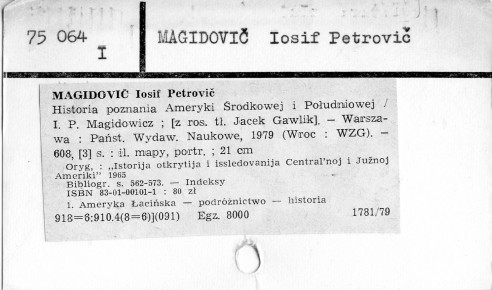 75 064
I
MAGIDOVIČ Iosif Petrovič
MAGIDOVIČ Iosif Petrovič
Historia poznania Ameryki Środkowej i Południowej /
I. P. Magidowicz ; [z ros. tł. Jacek Gawlik]. — Warsza-
wa : Państ. Wydaw. Naukowe, 1979 (Wroc : WZG). —
608, [3] s. : il. mapy, portr. ; 21 cm
Oryg. : „Istorija otkrytija i issledovanija Central'noj i Južnoj
Ameriki" 1965
Bibliogr. s. 562-573. — Indeksy
ISBN 83-01-00101-1 : 80 zł
1. Ameryka Łacińska — podróżnictwo — historia
918=6:910.4(8=6)](091) Egz. 8000 1781/79